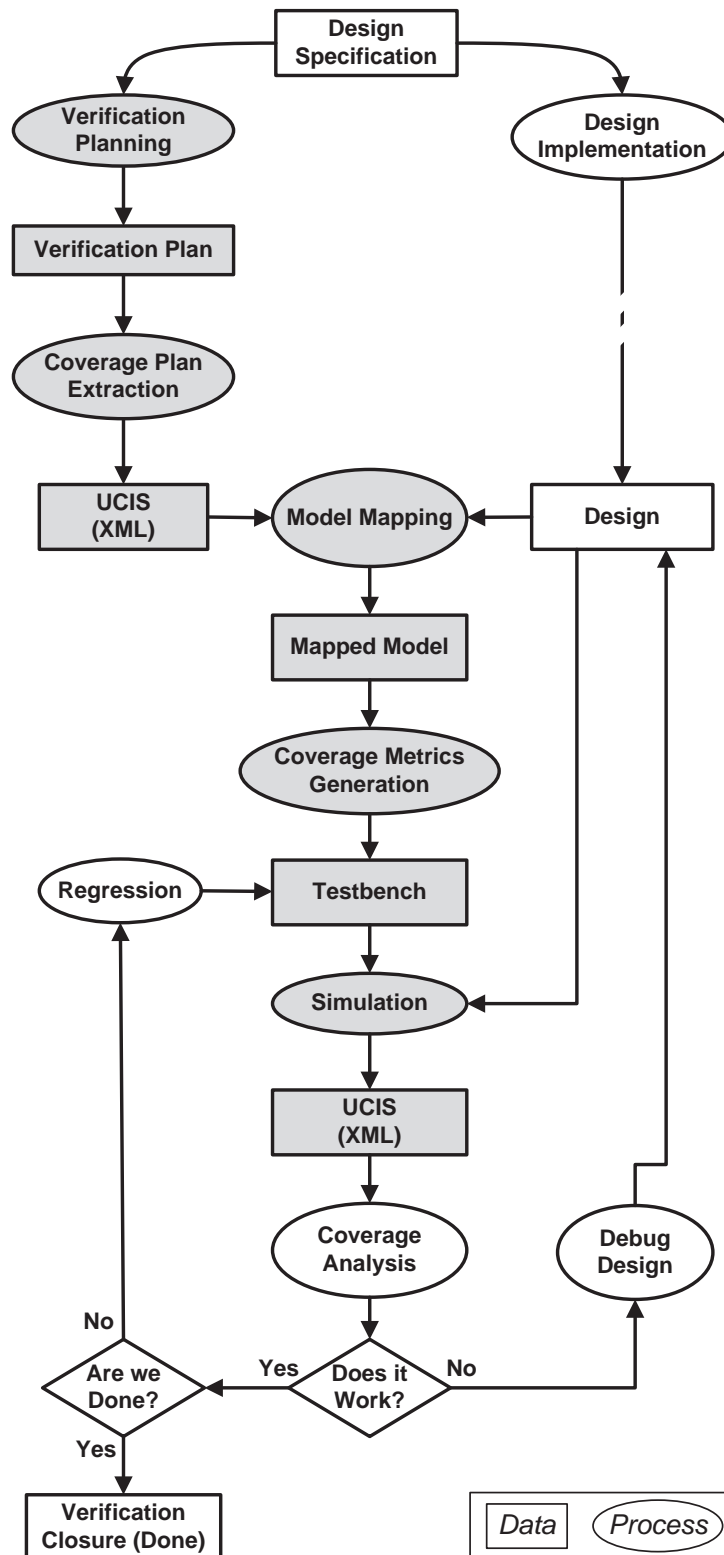 Design
Specification
Verification
Planning
Design
Implementation
Verification Plan
Coverage Plan
Extraction
UCIS
(XML)
Model Mapping
Design
Mapped Model
Coverage Metrics
Generation
Regression
Testbench
Simulation
UCIS
(XML)
Coverage
Analysis
Debug
Design
No
Are we
Done?
Yes
Does it
Work?
No
Yes
Verification
Closure (Done)
Data
Process